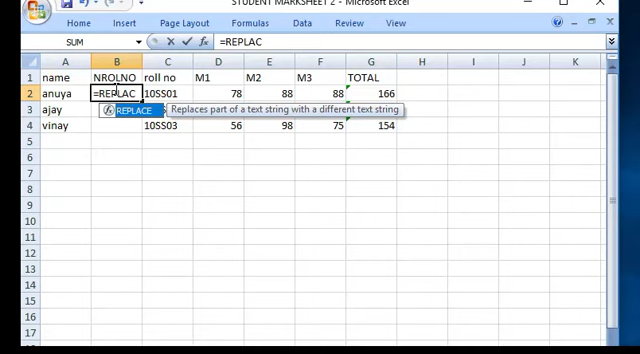 STUDENT MARKSHEET 2 - Microsoft Excel
Home Insert Page Layout Formulas Data Review View
SUM =REPLAC
A B C D E F G H I J K
1 name NROLNO roll no M1 M2 M3 TOTAL
2 anuya =REPLAC 10SS01 78 88 88 166
3 ajay REPLACE Replaces part of a text string with a different text string
4 vinay 10SS03 56 98 75 154
5
6
7
8
9
10
11
12
13
14
15
16
17